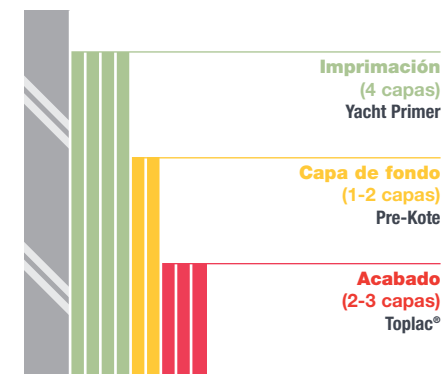 Imprimación
(4 capas)
Yacht Primer
Capa de fondo
(1-2 capas)
Pre-Kote
Acabado
(2-3 capas)
Toplac®